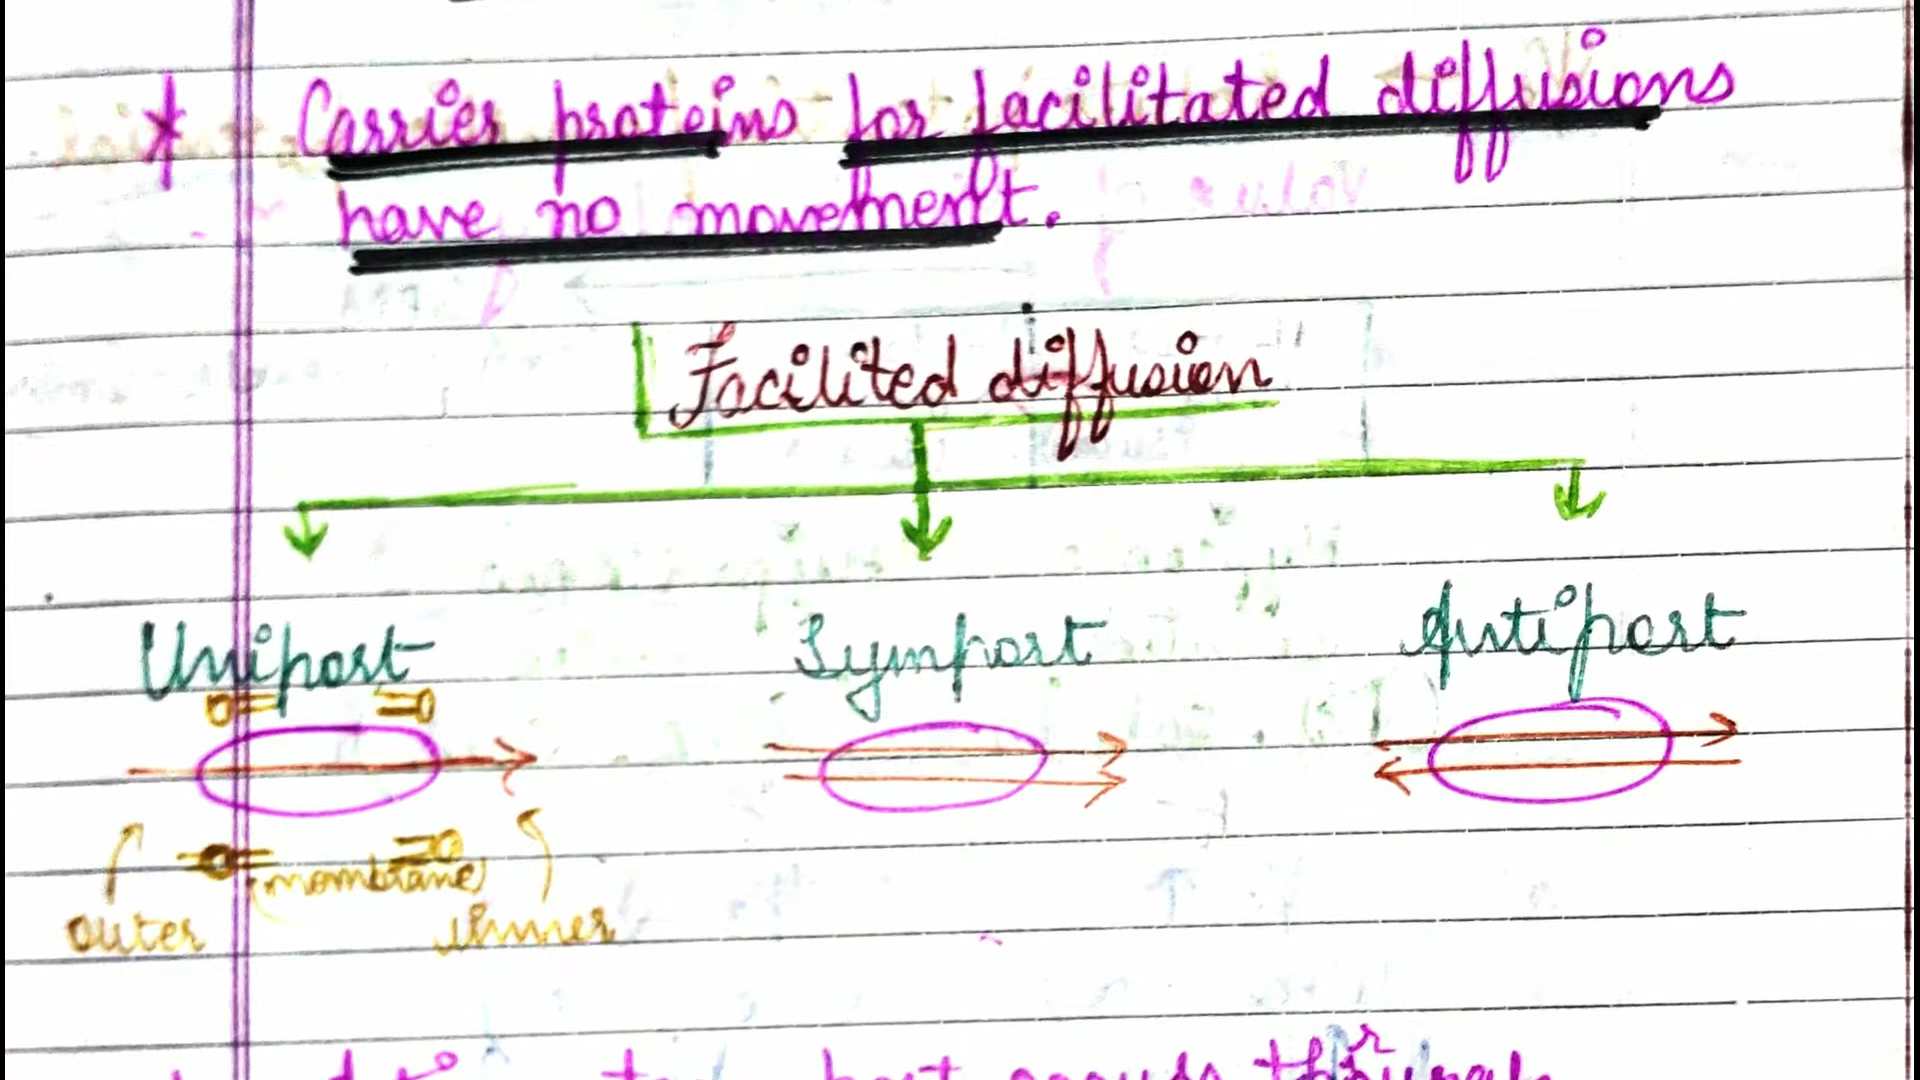 * Carrier proteins for facilitated diffusions
have no movement.
Facilited diffusion
Uniport Symport Antiport
(membrane)
outer inner